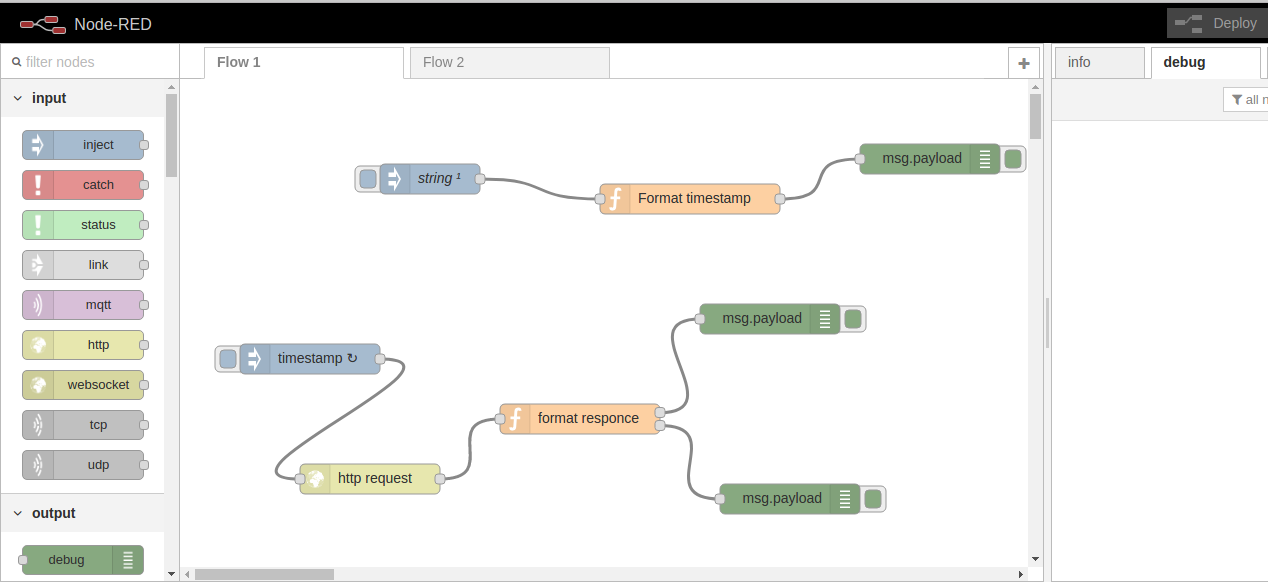 Node-RED
Deploy
filter nodes
Flow 1
Flow 2
info
debug
all n
input
inject
catch
status
link
mqtt
http
websocket
tcp
udp
output
debug
string ¹
Format timestamp
msg.payload
timestamp ↻
http request
format responce
msg.payload
msg.payload